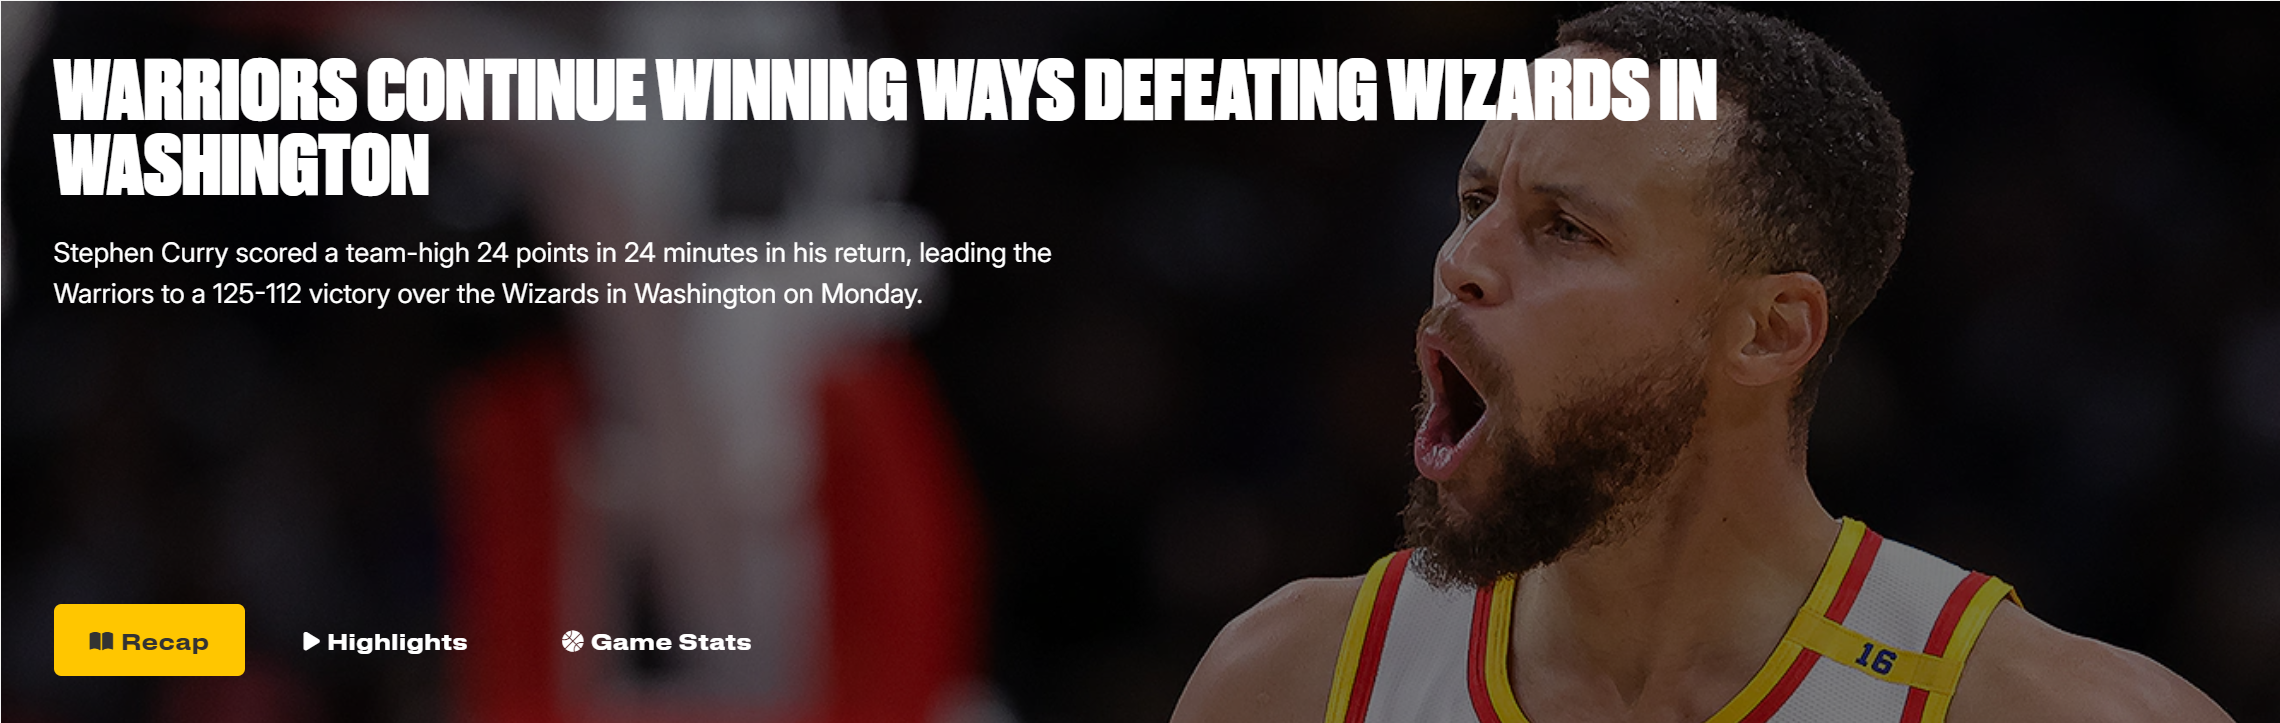 WARRIORS CONTINUE WINNING WAYS DEFEATING WIZARDS IN
WASHINGTON
Stephen Curry scored a team-high 24 points in 24 minutes in his return, leading the
Warriors to a 125-112 victory over the Wizards in Washington on Monday.
Recap
Highlights
Game Stats
16